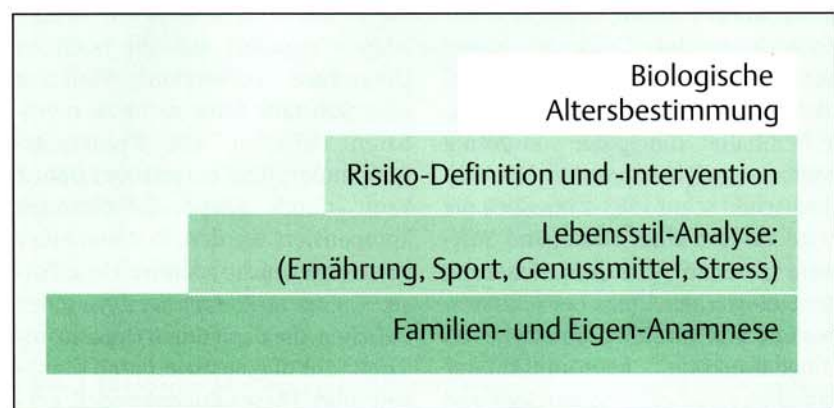 Biologische
Altersbestimmung
Risiko-Definition und -Intervention
Lebensstil-Analyse:
(Ernährung, Sport, Genussmittel, Stress)
Familien- und Eigen-Anamnese